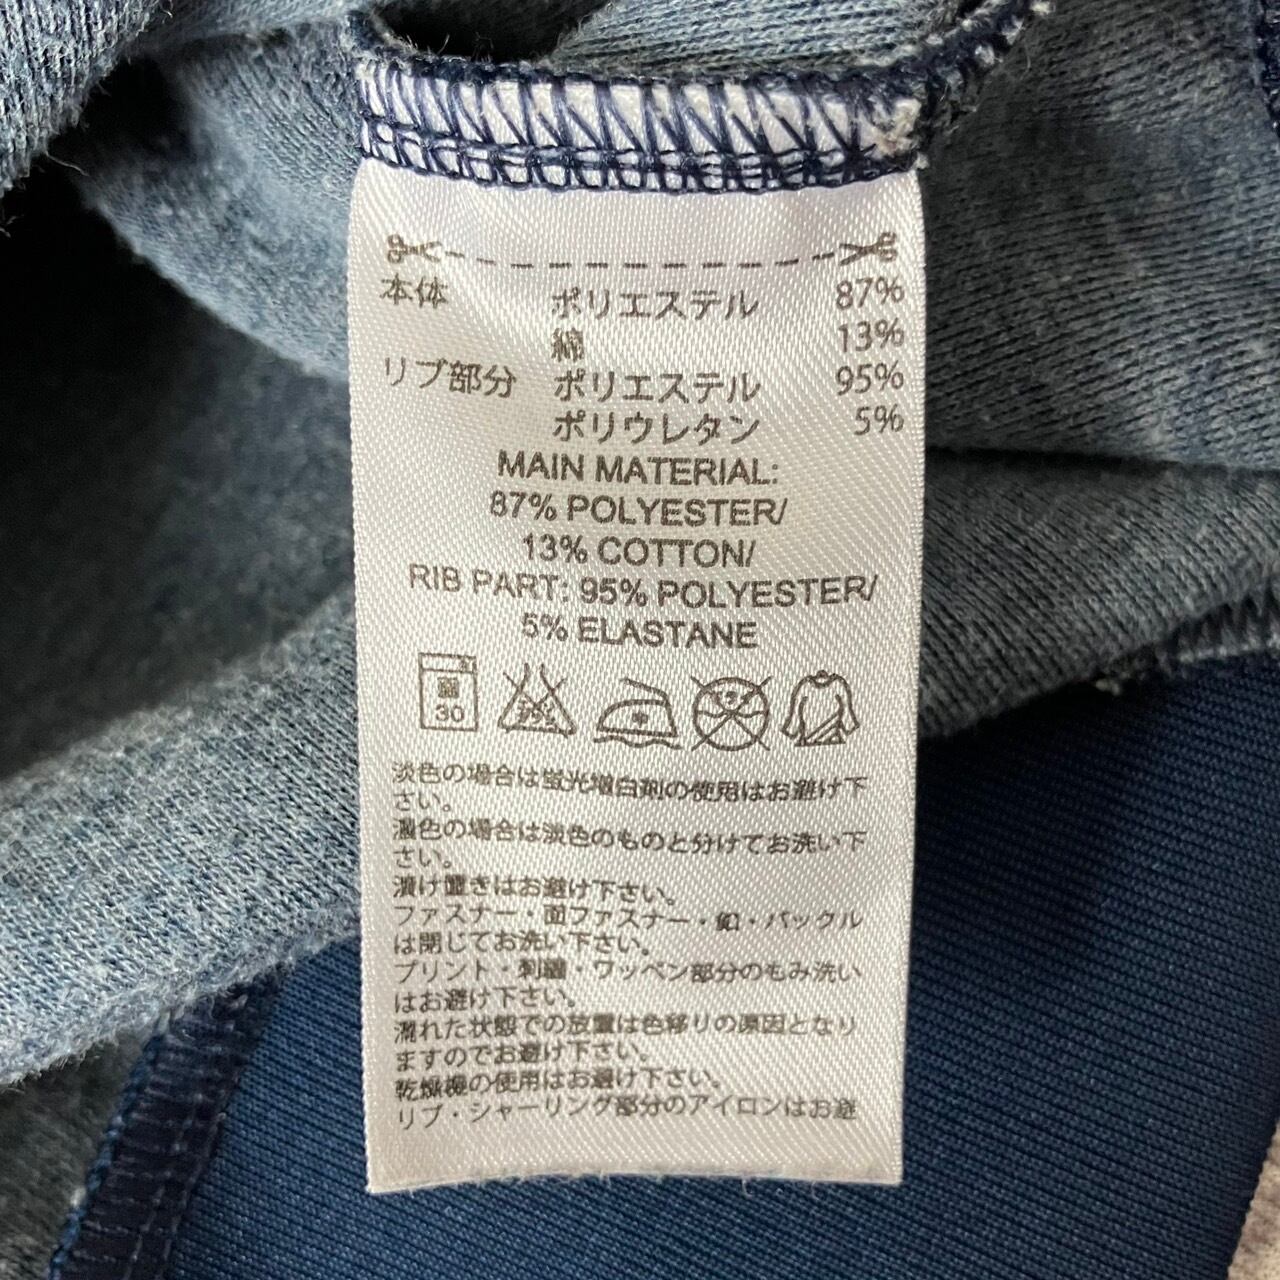 本体 ポリエステル 87%
綿 13%
リブ部分 ポリエステル 95%
ポリウレタン 5%
MAIN MATERIAL:
87% POLYESTER/
13% COTTON/
RIB PART: 95% POLYESTER/
5% ELASTANE
30
淡色の場合は蛍光増白剤の使用はお避け下
さい。
濃色の場合は淡色のものと分けてお洗い下
さい。
漬け置きはお避け下さい。
ファスナー・面ファスナー・釦・バックル
は閉じてお洗い下さい。
プリント・刺繍・ワッペン部分のもみ洗い
はお避け下さい。
濡れた状態での放置は色移りの原因となり
ますのでお避け下さい。
乾燥機の使用はお避け下さい。
リブ・シャーリング部分のアイロンはお避